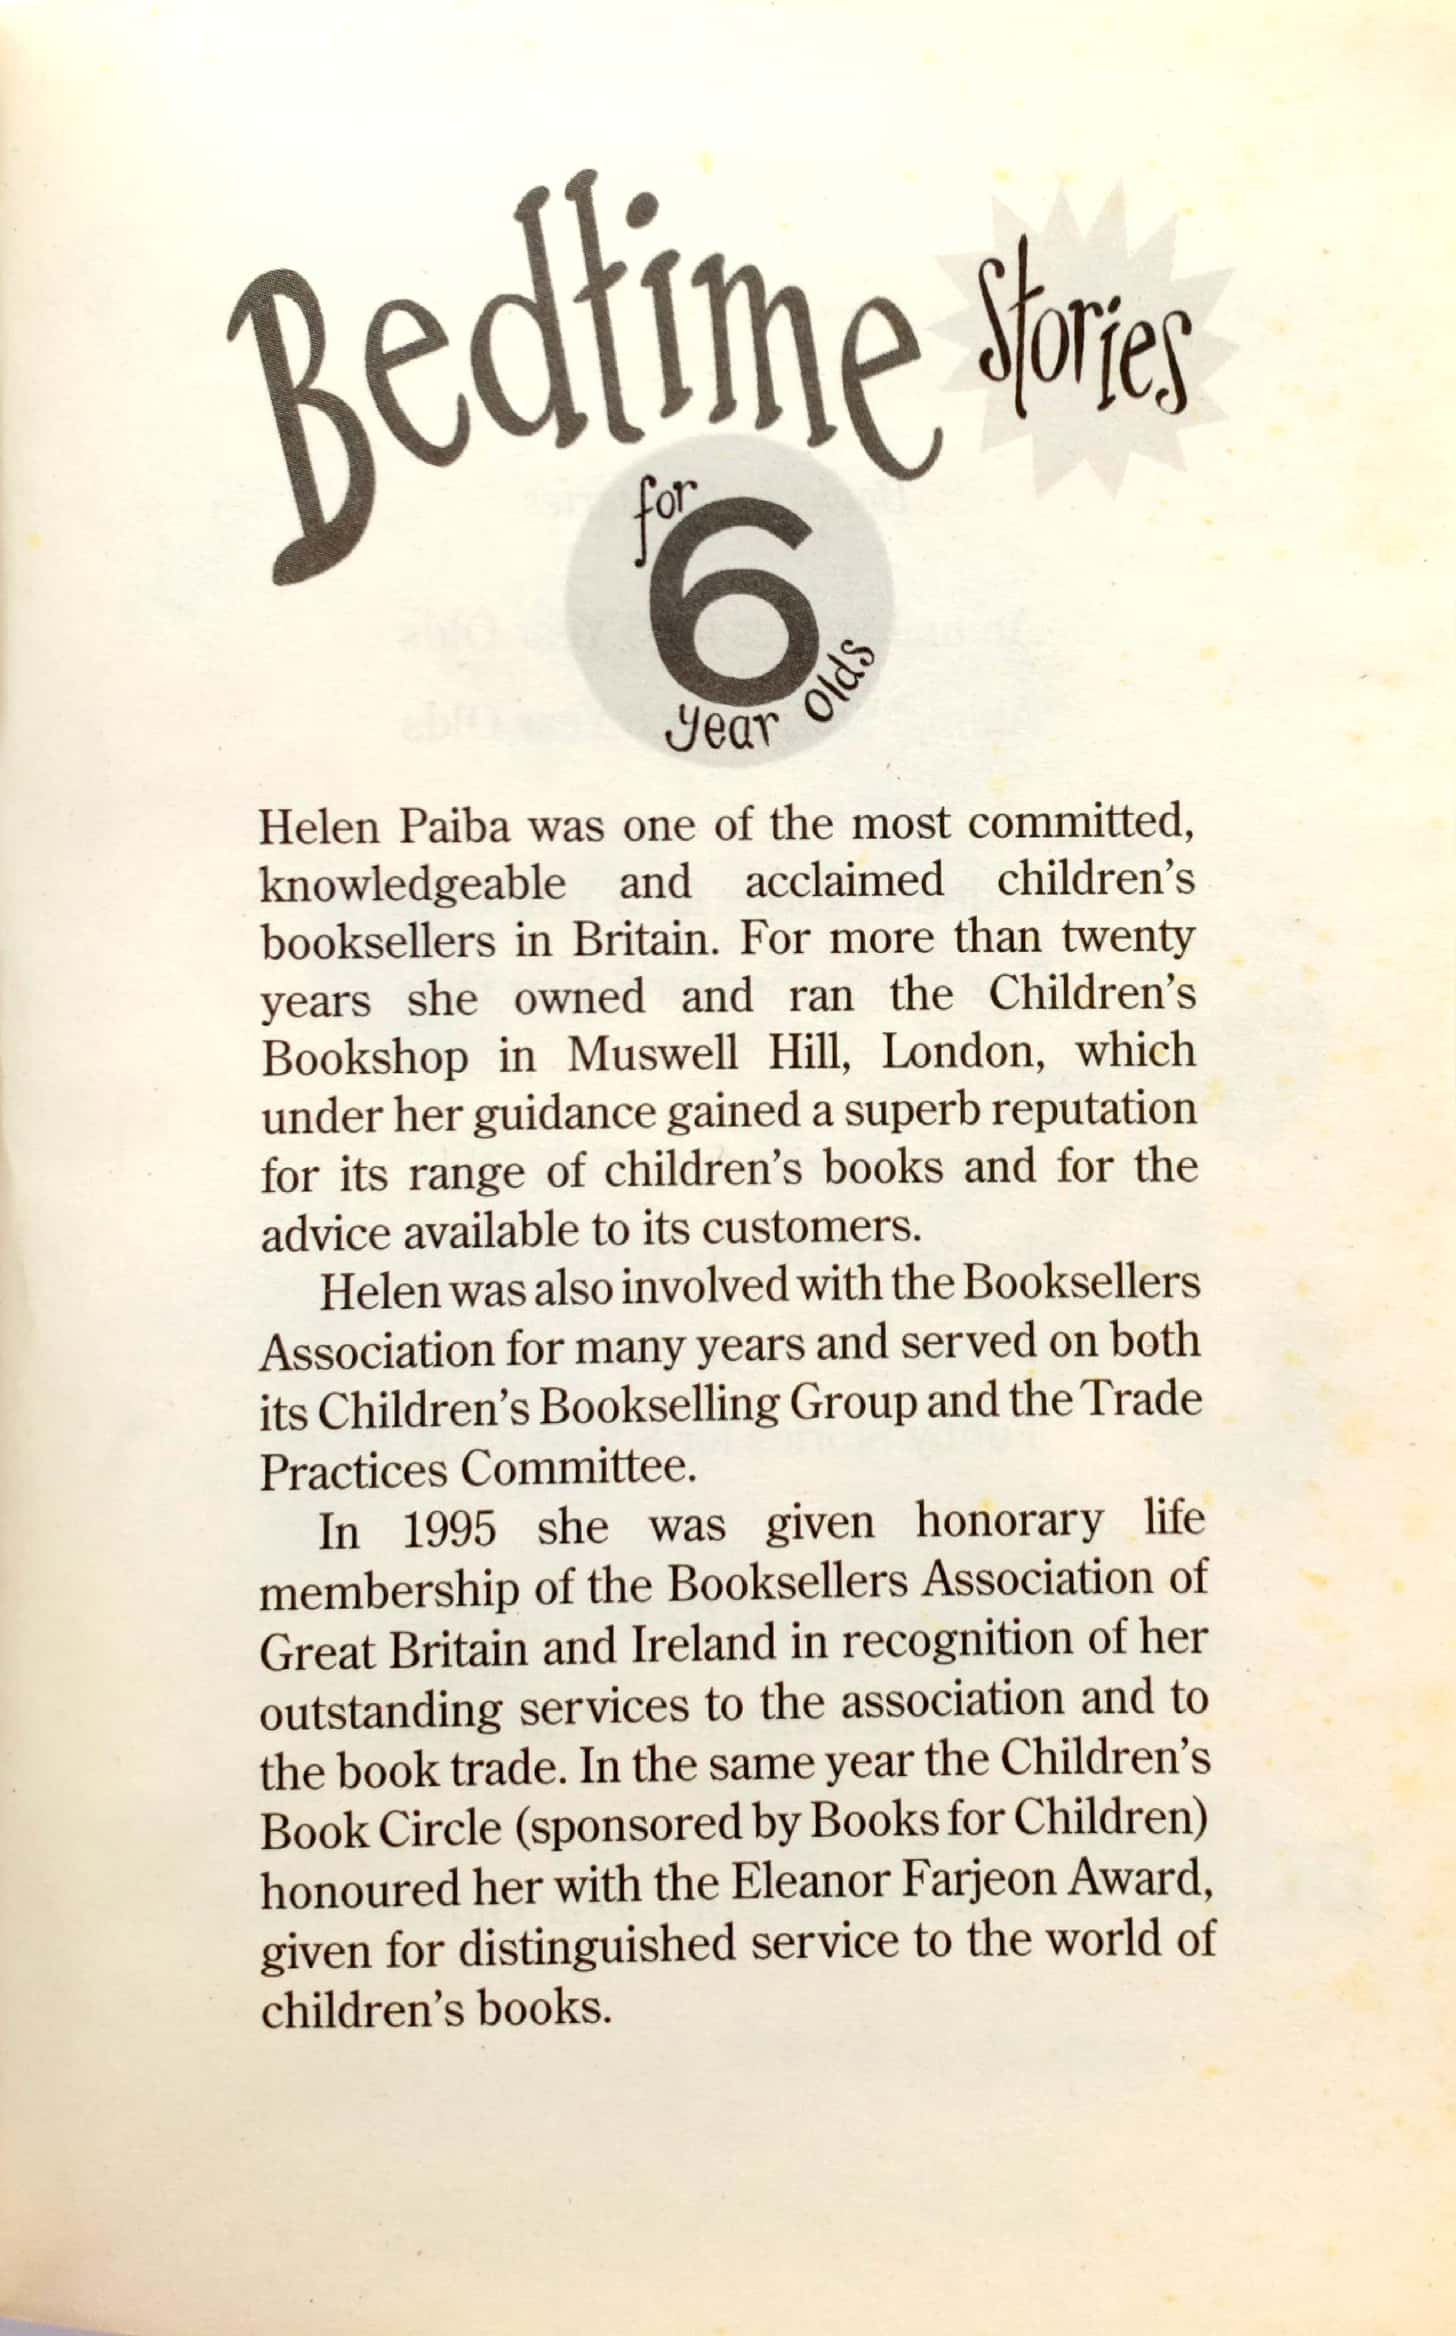 Bedtime Stories
for
6
year olds
Helen Paiba was one of the most committed,
knowledgeable and acclaimed children’s
booksellers in Britain. For more than twenty
years she owned and ran the Children’s
Bookshop in Muswell Hill, London, which
under her guidance gained a superb reputation
for its range of children’s books and for the
advice available to its customers.
Helen was also involved with the Booksellers
Association for many years and served on both
its Children’s Bookselling Group and the Trade
Practices Committee.
In 1995 she was given honorary life
membership of the Booksellers Association of
Great Britain and Ireland in recognition of her
outstanding services to the association and to
the book trade. In the same year the Children’s
Book Circle (sponsored by Books for Children)
honoured her with the Eleanor Farjeon Award,
given for distinguished service to the world of
children’s books.